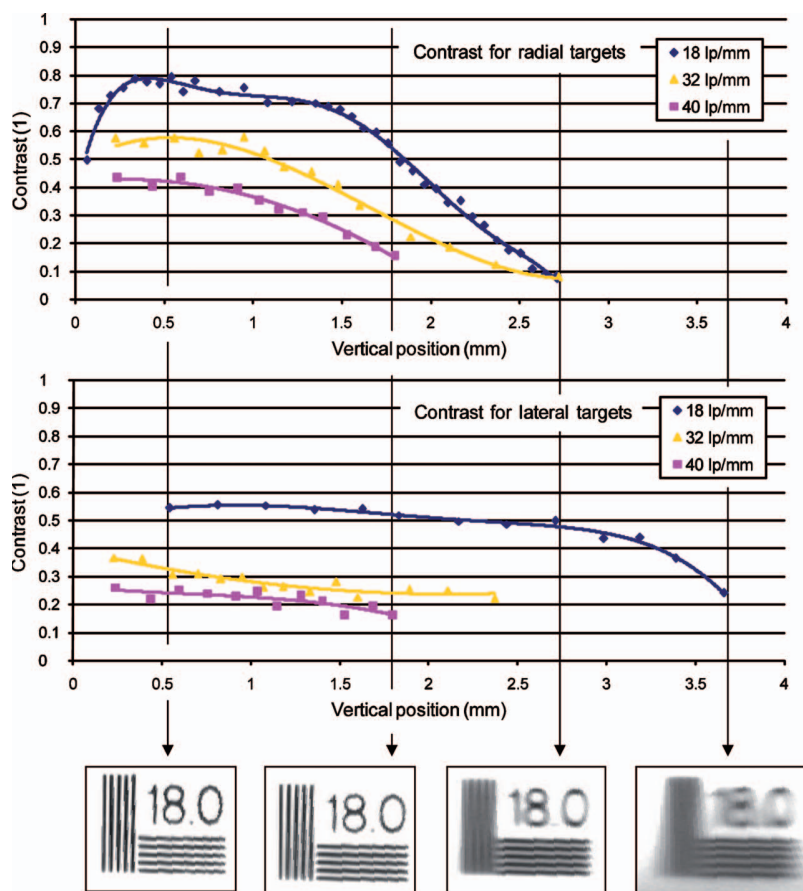 1
0.9
0.8
0.7
0.6
0.5
0.4
0.3
0.2
0.1
0
Contrast (1)
Contrast for radial targets
18 lp/mm
32 lp/mm
40 lp/mm
0 0.5 1 1.5 2 2.5 3 3.5 4
Vertical position (mm)
1
0.9
0.8
0.7
0.6
0.5
0.4
0.3
0.2
0.1
0
Contrast (1)
Contrast for lateral targets
18 lp/mm
32 lp/mm
40 lp/mm
0 0.5 1 1.5 2 2.5 3 3.5 4
Vertical position (mm)
18.0 18.0 18.0 18.0